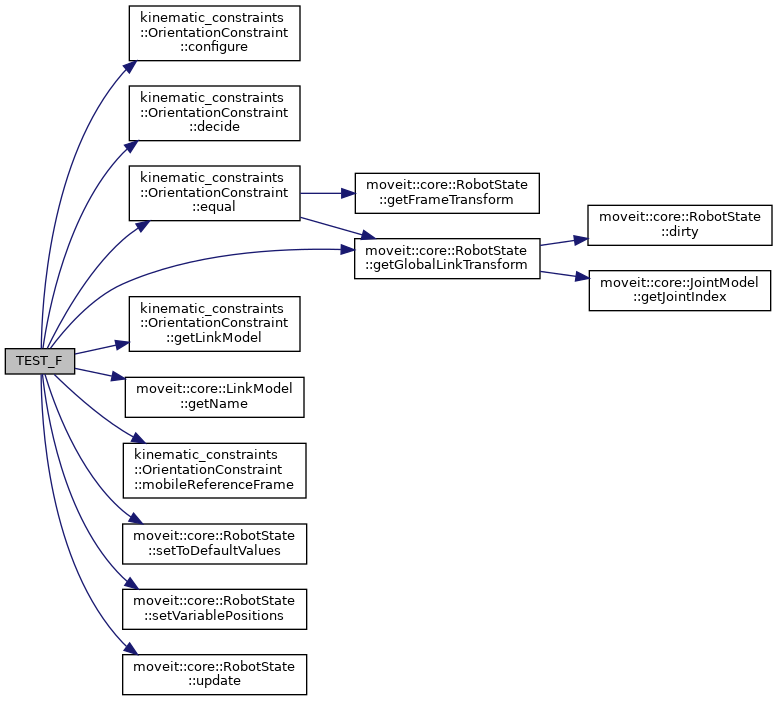 kinematic_constraints
::OrientationConstraint
::configure
kinematic_constraints
::OrientationConstraint
::decide
kinematic_constraints
::OrientationConstraint
::equal
moveit::core::RobotState
::getFrameTransform
moveit::core::RobotState
::dirty
moveit::core::RobotState
::getGlobalLinkTransform
moveit::core::JointModel
::getJointIndex
kinematic_constraints
::OrientationConstraint
::getLinkModel
TEST_F
moveit::core::LinkModel
::getName
kinematic_constraints
::OrientationConstraint
::mobileReferenceFrame
moveit::core::RobotState
::setToDefaultValues
moveit::core::RobotState
::setVariablePositions
moveit::core::RobotState
::update